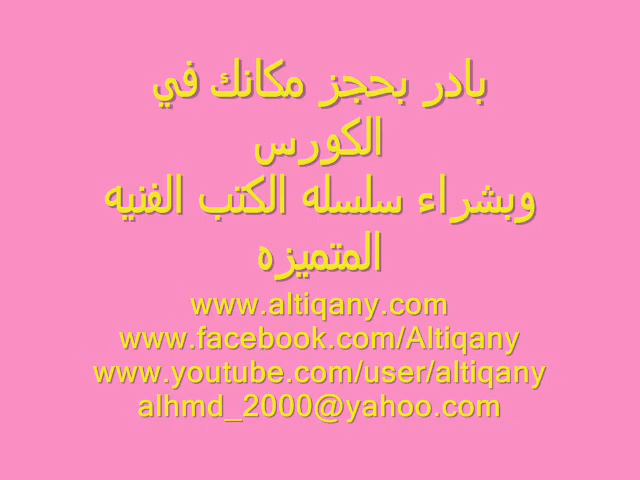 بادر بحجز مكانك في
الكورس
وبشراء سلسله الكتب الفنيه
المتميزه
www.altiqany.com
www.facebook.com/Altiqany
www.youtube.com/user/altiqany
alhmd_2000@yahoo.com